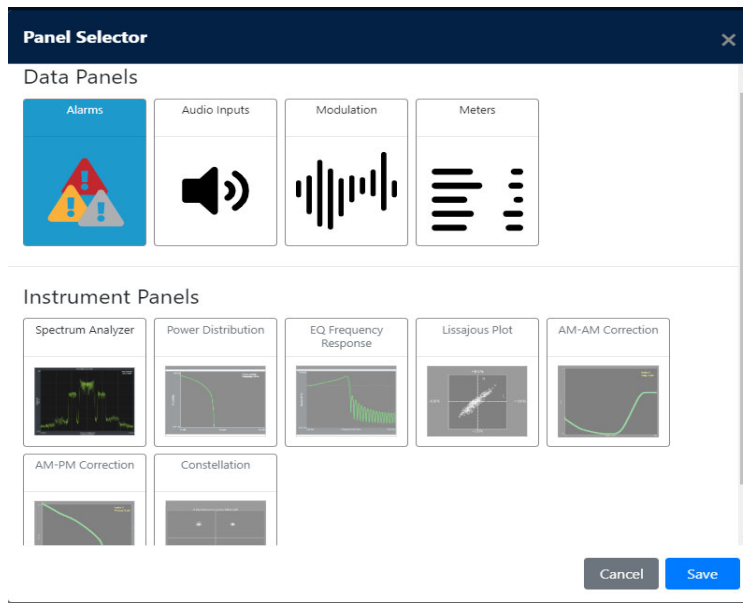 Panel Selector
×
Data Panels
Alarms
Audio Inputs
Modulation
Meters
Instrument Panels
Spectrum Analyzer
Power Distribution
EQ Frequency
Response
Lissajous Plot
AM-AM Correction
AM-PM Correction
Constellation
Cancel
Save